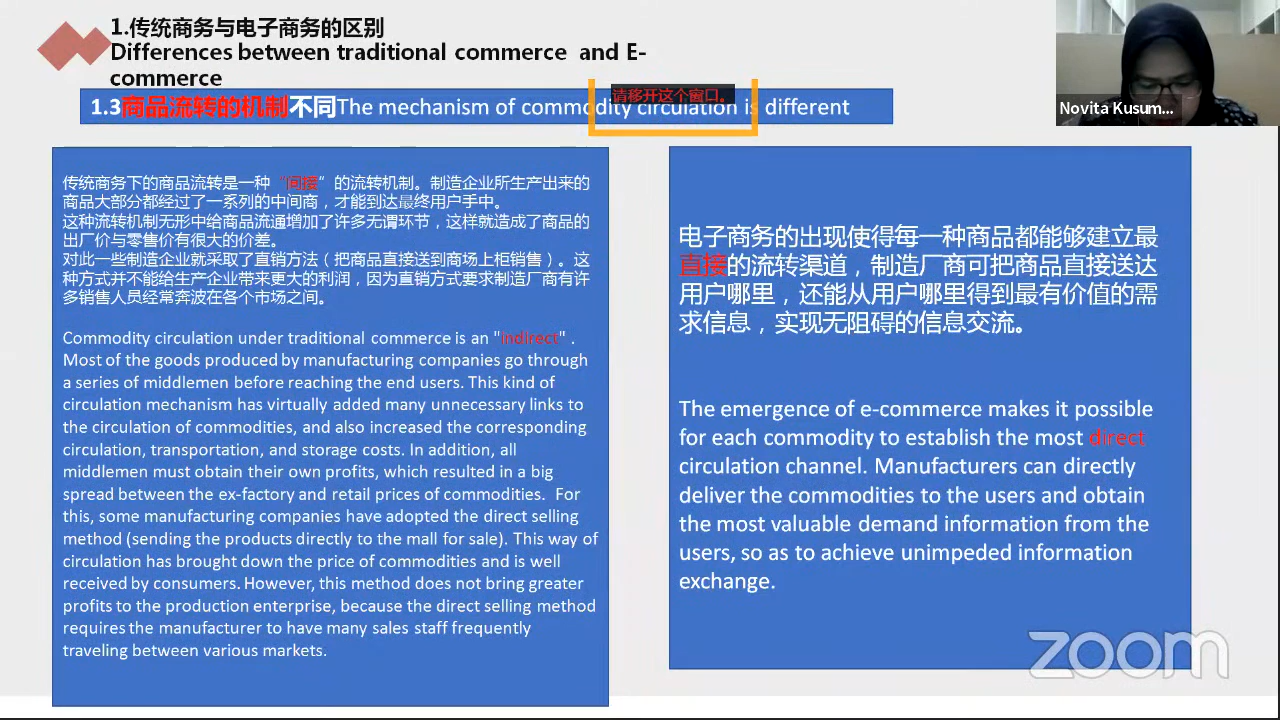 1.传统商务与电子商务的区别
Differences between traditional commerce and E-
commerce
1.3商品流转的机制不同The mechanism of commodity circulation is different
请移开这个窗口。
Novita Kusum...
传统商务下的商品流转是一种“间接”的流转机制。制造企业所生产出来的
商品大部分都经过了一系列的中间商，才能到达最终用户手中。
这种流转机制无形中给商品流通增加了许多无谓环节，这样就造成了商品的
出厂价与零售价有很大的价差。
对此一些制造企业就采取了直销方法（把商品直接送到商场上柜销售）。这
种方式并不能给生产企业带来更大的利润，因为直销方式要求制造厂商有许
多销售人员经常奔波在各个市场之间。
Commodity circulation under traditional commerce is an "indirect" .
Most of the goods produced by manufacturing companies go through
a series of middlemen before reaching the end users. This kind of
circulation mechanism has virtually added many unnecessary links to
the circulation of commodities, and also increased the corresponding
circulation, transportation, and storage costs. In addition, all
middlemen must obtain their own profits, which resulted in a big
spread between the ex-factory and retail prices of commodities. For
this, some manufacturing companies have adopted the direct selling
method (sending the products directly to the mall for sale). This way of
circulation has brought down the price of commodities and is well
received by consumers. However, this method does not bring greater
profits to the production enterprise, because the direct selling method
requires the manufacturer to have many sales staff frequently
traveling between various markets.
电子商务的出现使得每一种商品都能够建立最
直接的流转渠道，制造厂商可把商品直接送达
用户哪里，还能从用户哪里得到最有价值的需
求信息，实现无阻碍的信息交流。
The emergence of e-commerce makes it possible
for each commodity to establish the most direct
circulation channel. Manufacturers can directly
deliver the commodities to the users and obtain
the most valuable demand information from the
users, so as to achieve unimpeded information
exchange.
zoom